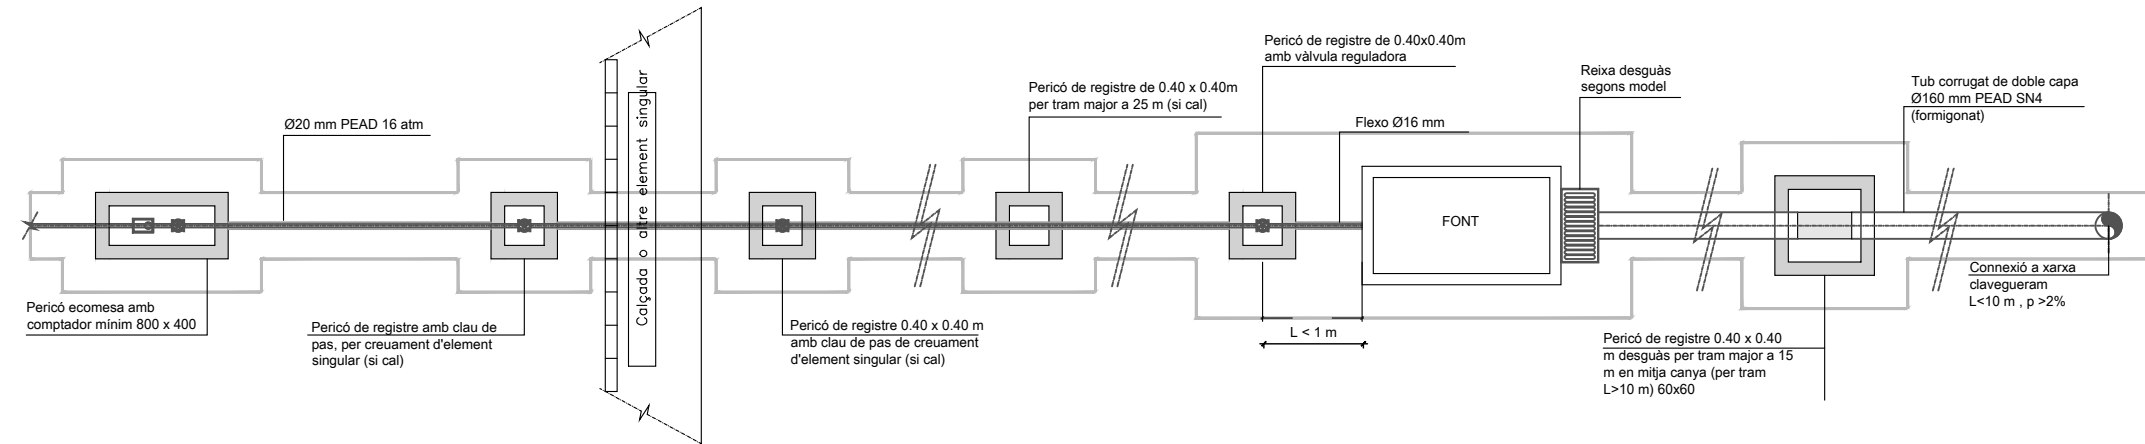 Ø20 mm PEAD 16 atm
Pericó ecomesa amb
comptador mínim 800 x 400
Pericó de registre amb clau de
pas, per creuament d'element
singular (si cal)
Calçada o altre element singular
Pericó de registre 0.40 x 0.40 m
amb clau de pas de creuament
d'element singular (si cal)
Pericó de registre de 0.40 x 0.40m
per tram major a 25 m (si cal)
Pericó de registre de 0.40x0.40m
amb vàlvula reguladora
Flexo Ø16 mm
L < 1 m
FONT
Reixa desguàs
segons model
Tub corrugat de doble capa
Ø160 mm PEAD SN4
(formigonat)
Pericó de registre 0.40 x 0.40
m desguàs per tram major a 15
m en mitja canya (per tram
L>10 m) 60x60
Connexió a xarxa
clavegueram
L<10 m , p >2%